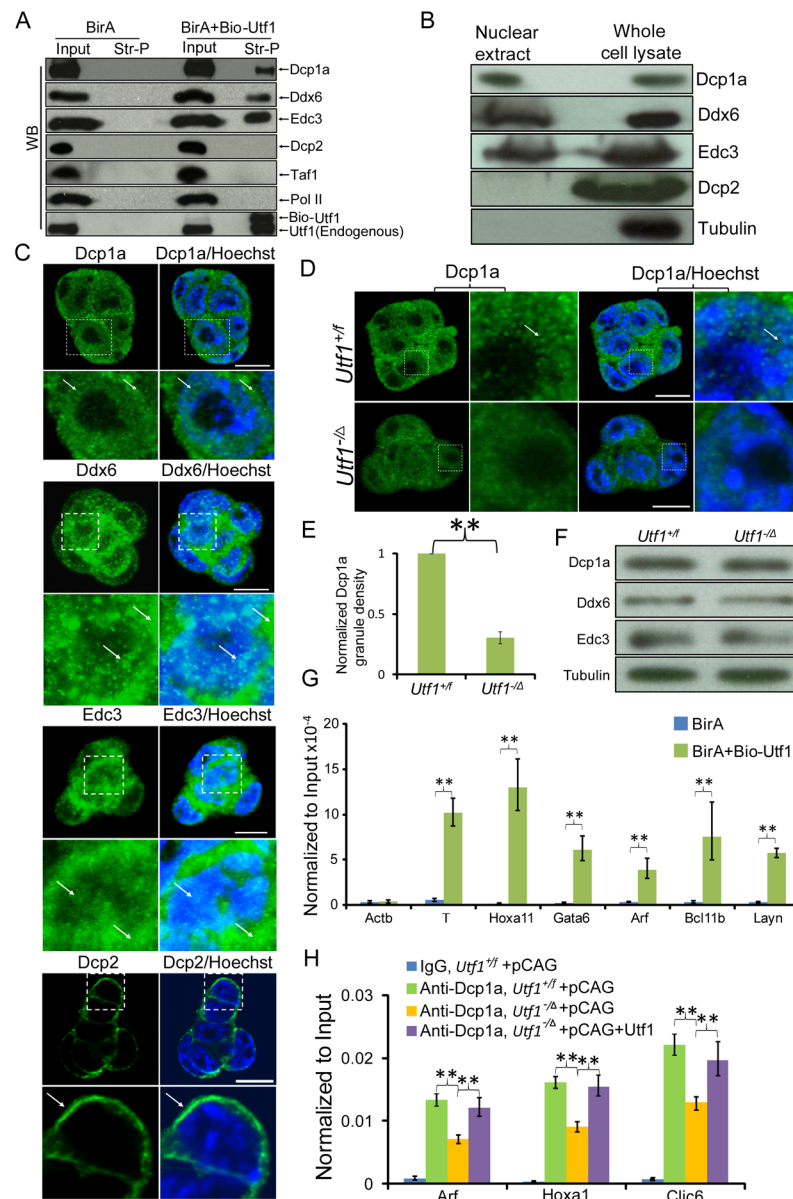 A
BirA BirA+Bio-Utf1
Input Str-P Input Str-P
WB
Dcp1a
Ddx6
Edc3
Dcp2
Taf1
Pol II
Bio-Utf1
Utf1(Endogenous)
B
Nuclear extract Whole cell lysate
Dcp1a
Ddx6
Edc3
Dcp2
Tubulin
C
Dcp1a Dcp1a/Hoechst
Ddx6 Ddx6/Hoechst
Edc3 Edc3/Hoechst
Dcp2 Dcp2/Hoechst
D
Dcp1a Dcp1a/Hoechst
Utf1+/f
Utf1-/Δ
E
**
Normalized Dcp1a
granule density
1
0.5
0
Utf1+/f Utf1-/Δ
F
Utf1+/f Utf1-/Δ
Dcp1a
Ddx6
Edc3
Tubulin
G
BirA
BirA+Bio-Utf1
Normalized to Input x10-4
20
15
10
5
0
** ** ** ** ** **
Actb T Hoxa11 Gata6 Arf Bcl11b Layn
H
IgG, Utf1+/f +pCAG
Anti-Dcp1a, Utf1+/f +pCAG
Anti-Dcp1a, Utf1-/Δ +pCAG
Anti-Dcp1a, Utf1-/Δ +pCAG+Utf1
Normalized to Input
0.03
0.02
0.01
0
** ** ** ** ** **
Arf Hoxa1 Clic6